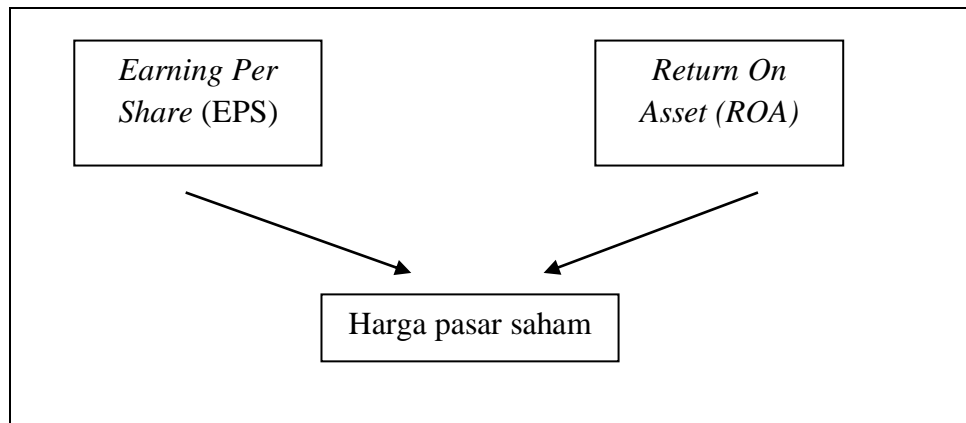 Earning Per
Share (EPS)
Return On
Asset (ROA)
Harga pasar saham